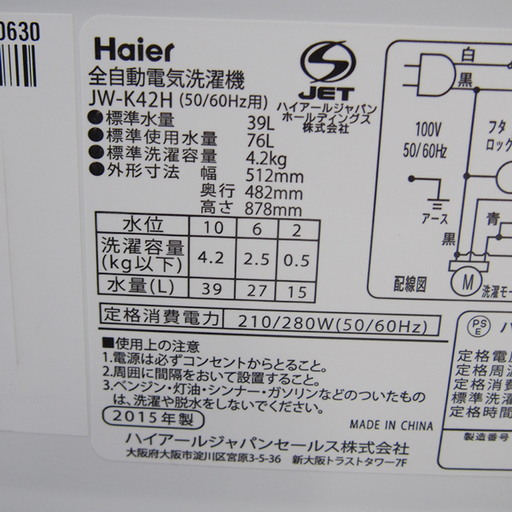 0630
Haier
全自動電気洗濯機
JW-K42H (50/60Hz用)
JET
ハイアールジャパン
ホールディングス
株式会社
●標準水量 39L
●標準使用水量 76L
●標準洗濯容量 4.2kg
●外形寸法 幅 512mm
奥行 482mm
高さ 878mm
水位 10 6 2
洗濯容量(kg以下) 4.2 2.5 0.5
水量(L) 39 27 15
定格消費電力 210/280W(50/60Hz)
■使用上の注意
1.電源は必ずコンセントからとること。
2.周囲に間隔をおいて設置すること。
3.ベンジン・灯油・シンナー・ガソリンなどのついたもの
は、洗濯や脱水をしないでください。
2015年製
MADE IN CHINA
ハイアールジャパンセールス株式会社
大阪府大阪市淀川区宮原3-5-36 新大阪トラストタワー7F
白
黒
100V
50/60Hz
フタ
ロック
アース
青
黒
M
配線図
洗濯モー
PS
E
定格電
定格周
定格消
標準洗
定格時
製造番号